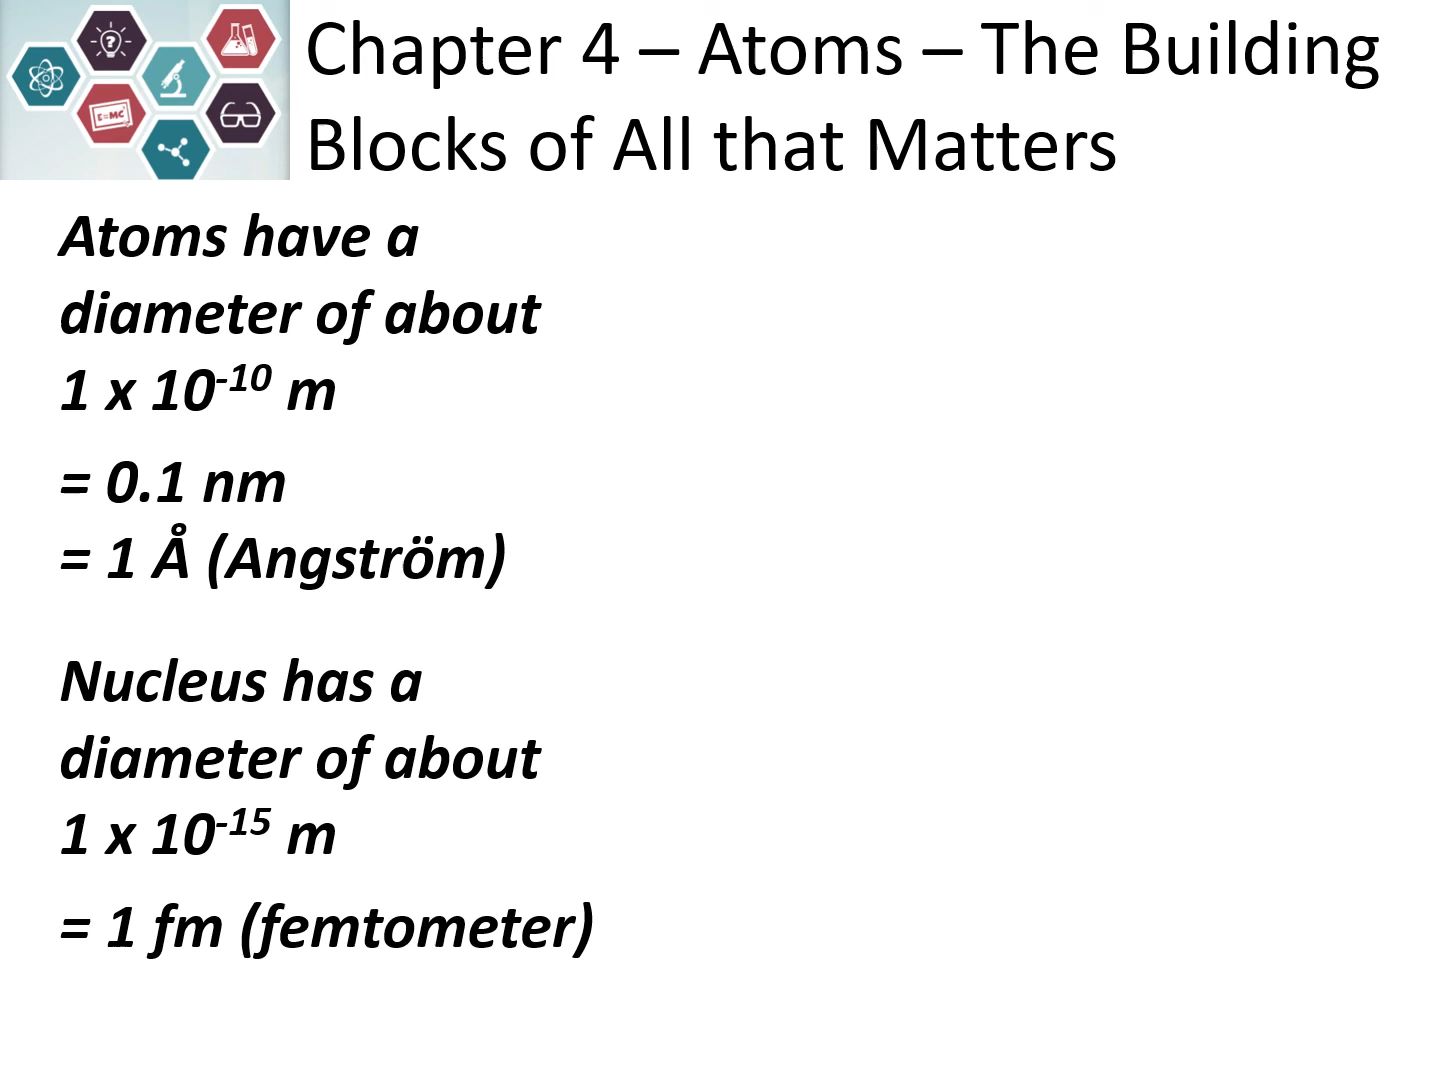 Chapter 4 – Atoms – The Building
Blocks of All that Matters
?
E=MC²
Atoms have a
diameter of about
1 x 10⁻¹⁰ m
= 0.1 nm
= 1 Å (Angström)
Nucleus has a
diameter of about
1 x 10⁻¹⁵ m
= 1 fm (femtometer)